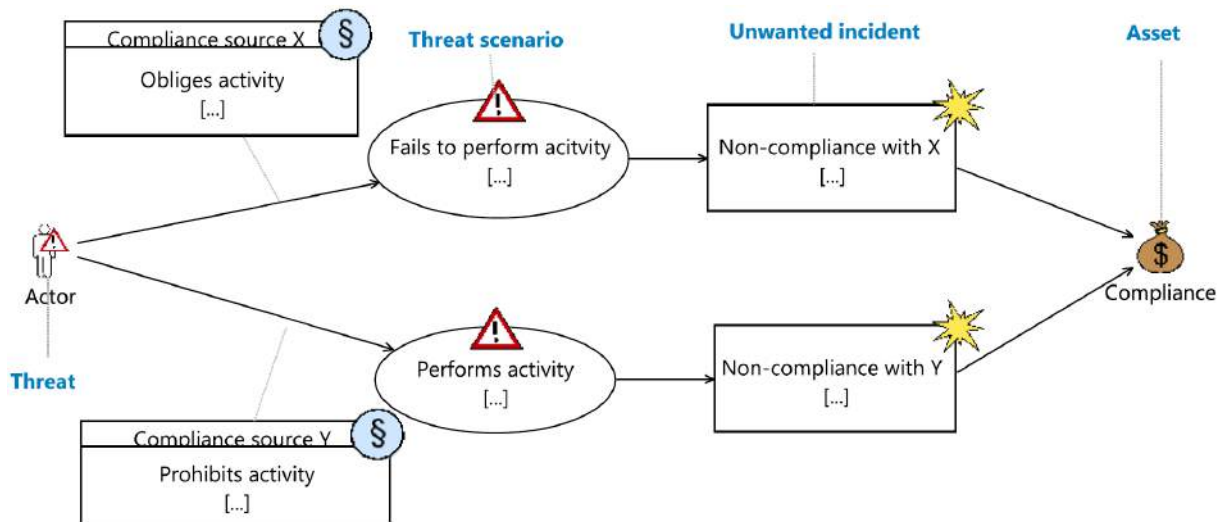 Compliance source X
§
Obliges activity
[...]
Threat scenario
Unwanted incident
Asset
!
Fails to perform acitvity
[...]
Non-compliance with X
[...]
!
Actor
Threat
$
Compliance
!
Performs activity
[...]
Non-compliance with Y
[...]
Compliance source Y
§
Prohibits activity
[...]